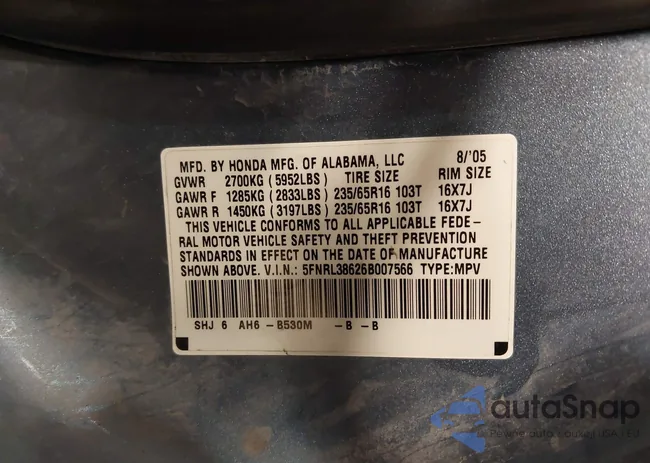 MFD. BY HONDA MFG. OF ALABAMA, LLC 8/'05
GVWR 2700KG (5952LBS) TIRE SIZE RIM SIZE
GAWR F 1285KG (2833LBS) 235/65R16 103T 16X7J
GAWR R 1450KG (3197LBS) 235/65R16 103T 16X7J
THIS VEHICLE CONFORMS TO ALL APPLICABLE FEDE-
RAL MOTOR VEHICLE SAFETY AND THEFT PREVENTION
STANDARDS IN EFFECT ON THE DATE OF MANUFACTURE
SHOWN ABOVE. V.I.N.: 5FNRL38626B007566 TYPE:MPV
SHJ 6 AH6 -B530M -B -B
autaSnap